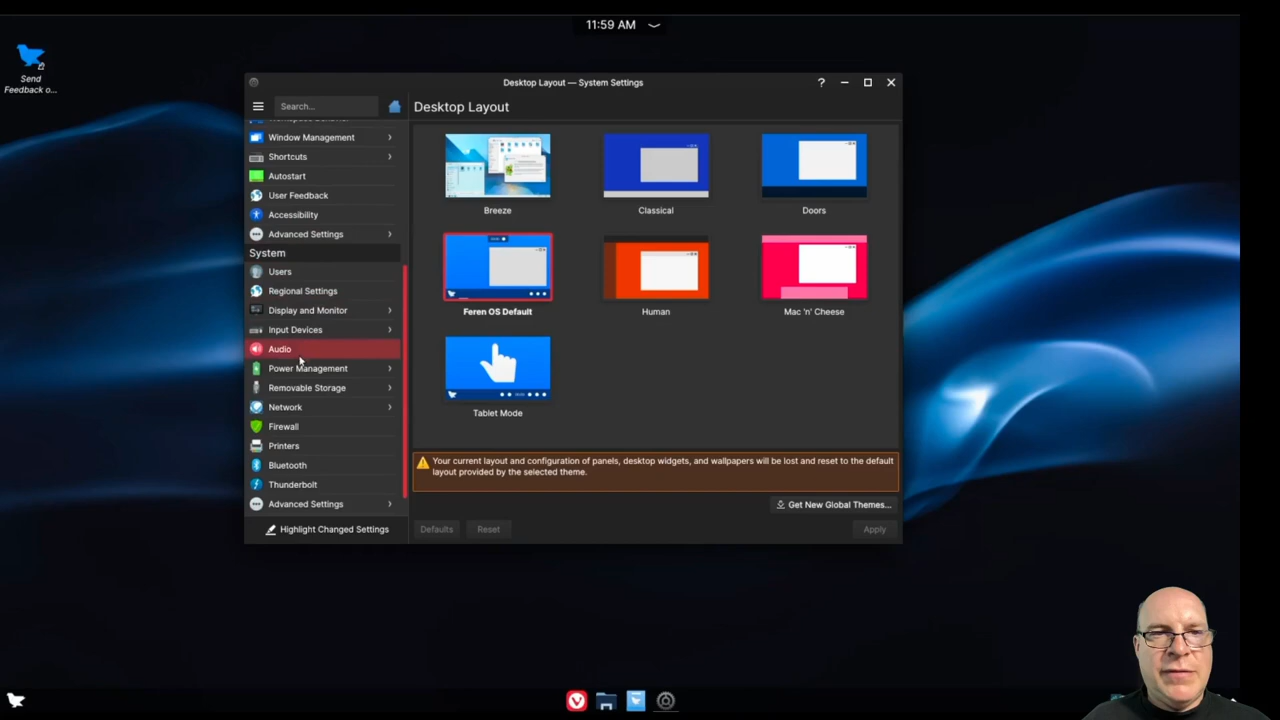 11:59 AM
Send
Feedback o...
Desktop Layout — System Settings
?
Search...
Desktop Layout
Workspace Behavior
Window Management
Shortcuts
Autostart
User Feedback
Accessibility
Advanced Settings
System
Users
Regional Settings
Display and Monitor
Input Devices
Audio
Power Management
Removable Storage
Network
Firewall
Printers
Bluetooth
Thunderbolt
Advanced Settings
Highlight Changed Settings
Breeze
Classical
Doors
Feren OS Default
Human
Mac 'n' Cheese
Tablet Mode
Your current layout and configuration of panels, desktop widgets, and wallpapers will be lost and reset to the default
layout provided by the selected theme.
Get New Global Themes...
Defaults
Reset
Apply